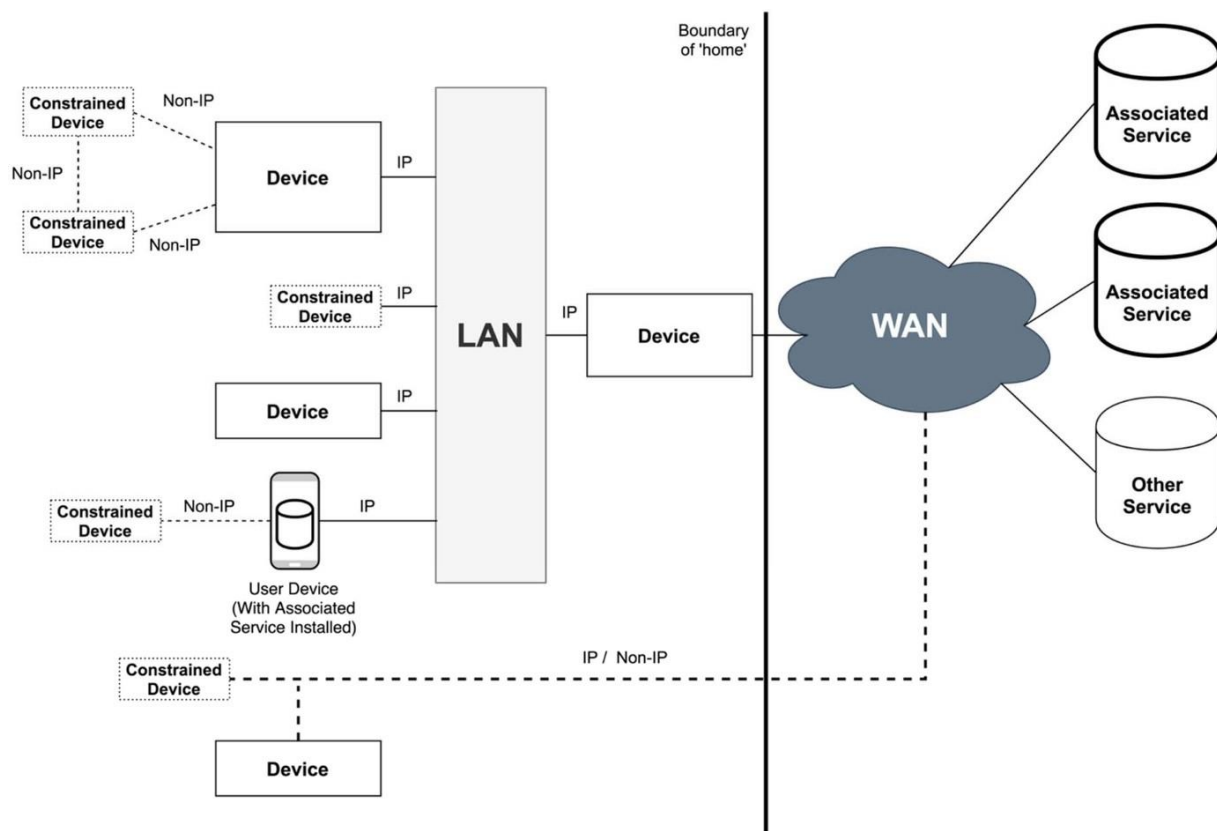 Boundary
of 'home'
Constrained
Device
Non-IP
Non-IP
Constrained
Device
Non-IP
Device
IP
Constrained
Device
IP
Device
IP
Constrained
Device
Non-IP
IP
User Device
(With Associated
Service Installed)
LAN
IP
Device
WAN
Associated
Service
Associated
Service
Other
Service
Constrained
Device
IP / Non-IP
Device